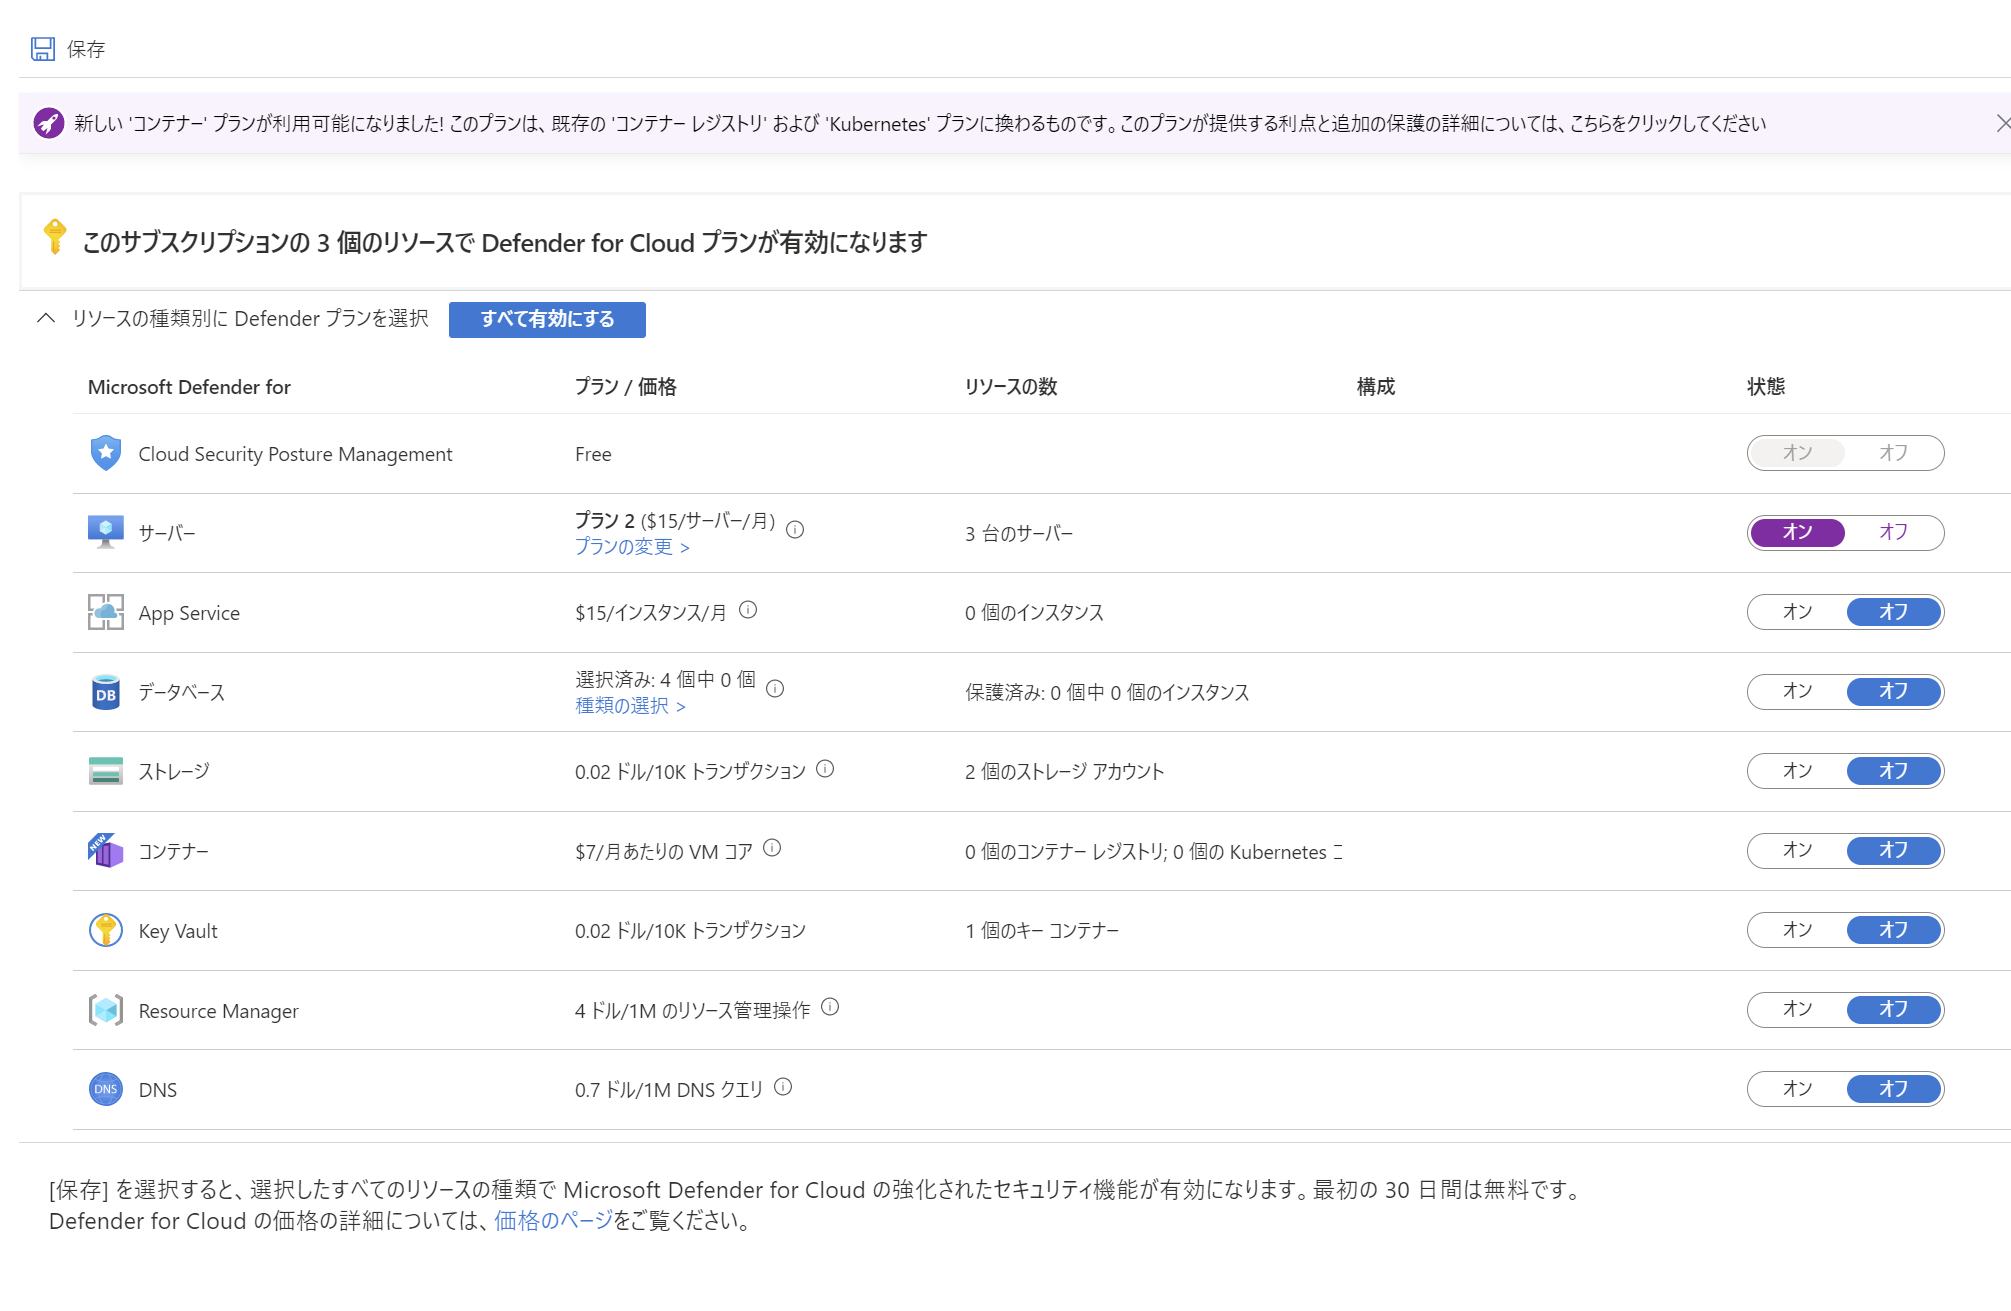 保存
新しい 'コンテナー' プランが利用可能になりました! このプランは、既存の 'コンテナー レジストリ' および 'Kubernetes' プランに換わるものです。このプランが提供する利点と追加の保護の詳細については、こちらをクリックしてください
このサブスクリプションの 3 個のリソースで Defender for Cloud プランが有効になります
リソースの種類別に Defender プランを選択 すべて有効にする
Microsoft Defender for プラン / 価格 リソースの数 構成 状態
Cloud Security Posture Management Free オン オフ
サーバー プラン 2 ($15/サーバー/月) 3 台のサーバー オン オフ
プランの変更 >
App Service $15/インスタンス/月 0 個のインスタンス オン オフ
DB データベース 選択済み: 4 個中 0 個 保護済み: 0 個中 0 個のインスタンス オン オフ
種類の選択 >
ストレージ 0.02 ドル/10K トランザクション 2 個のストレージ アカウント オン オフ
NEW コンテナー $7/月あたりの VM コア 0 個のコンテナー レジストリ; 0 個の Kubernetes コ オン オフ
Key Vault 0.02 ドル/10K トランザクション 1 個のキー コンテナー オン オフ
Resource Manager 4 ドル/1M のリソース管理操作 オン オフ
DNS DNS 0.7 ドル/1M DNS クエリ オン オフ
[保存] を選択すると、選択したすべてのリソースの種類で Microsoft Defender for Cloud の強化されたセキュリティ機能が有効になります。最初の 30 日間は無料です。
Defender for Cloud の価格の詳細については、価格のページをご覧ください。